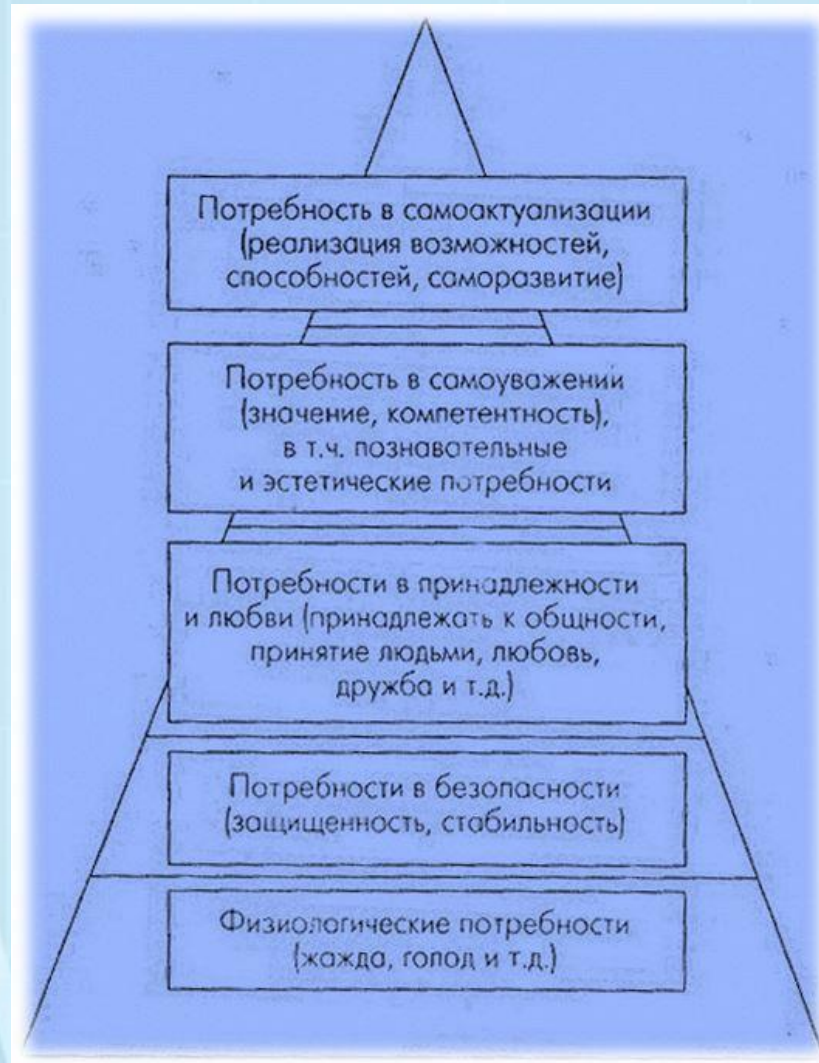 Потребность в самоактуализации
(реализация возможностей,
способностей, саморазвитие)
Потребность в самоуважении
(значение, компетентность),
в т.ч. познавательные
и эстетические потребности
Потребности в принадлежности
и любви (принадлежать к общности,
принятие людьми, любовь,
дружба и т.д.)
Потребности в безопасности
(защищенность, стабильность)
Физиологические потребности
(жажда, голод и т.д.)